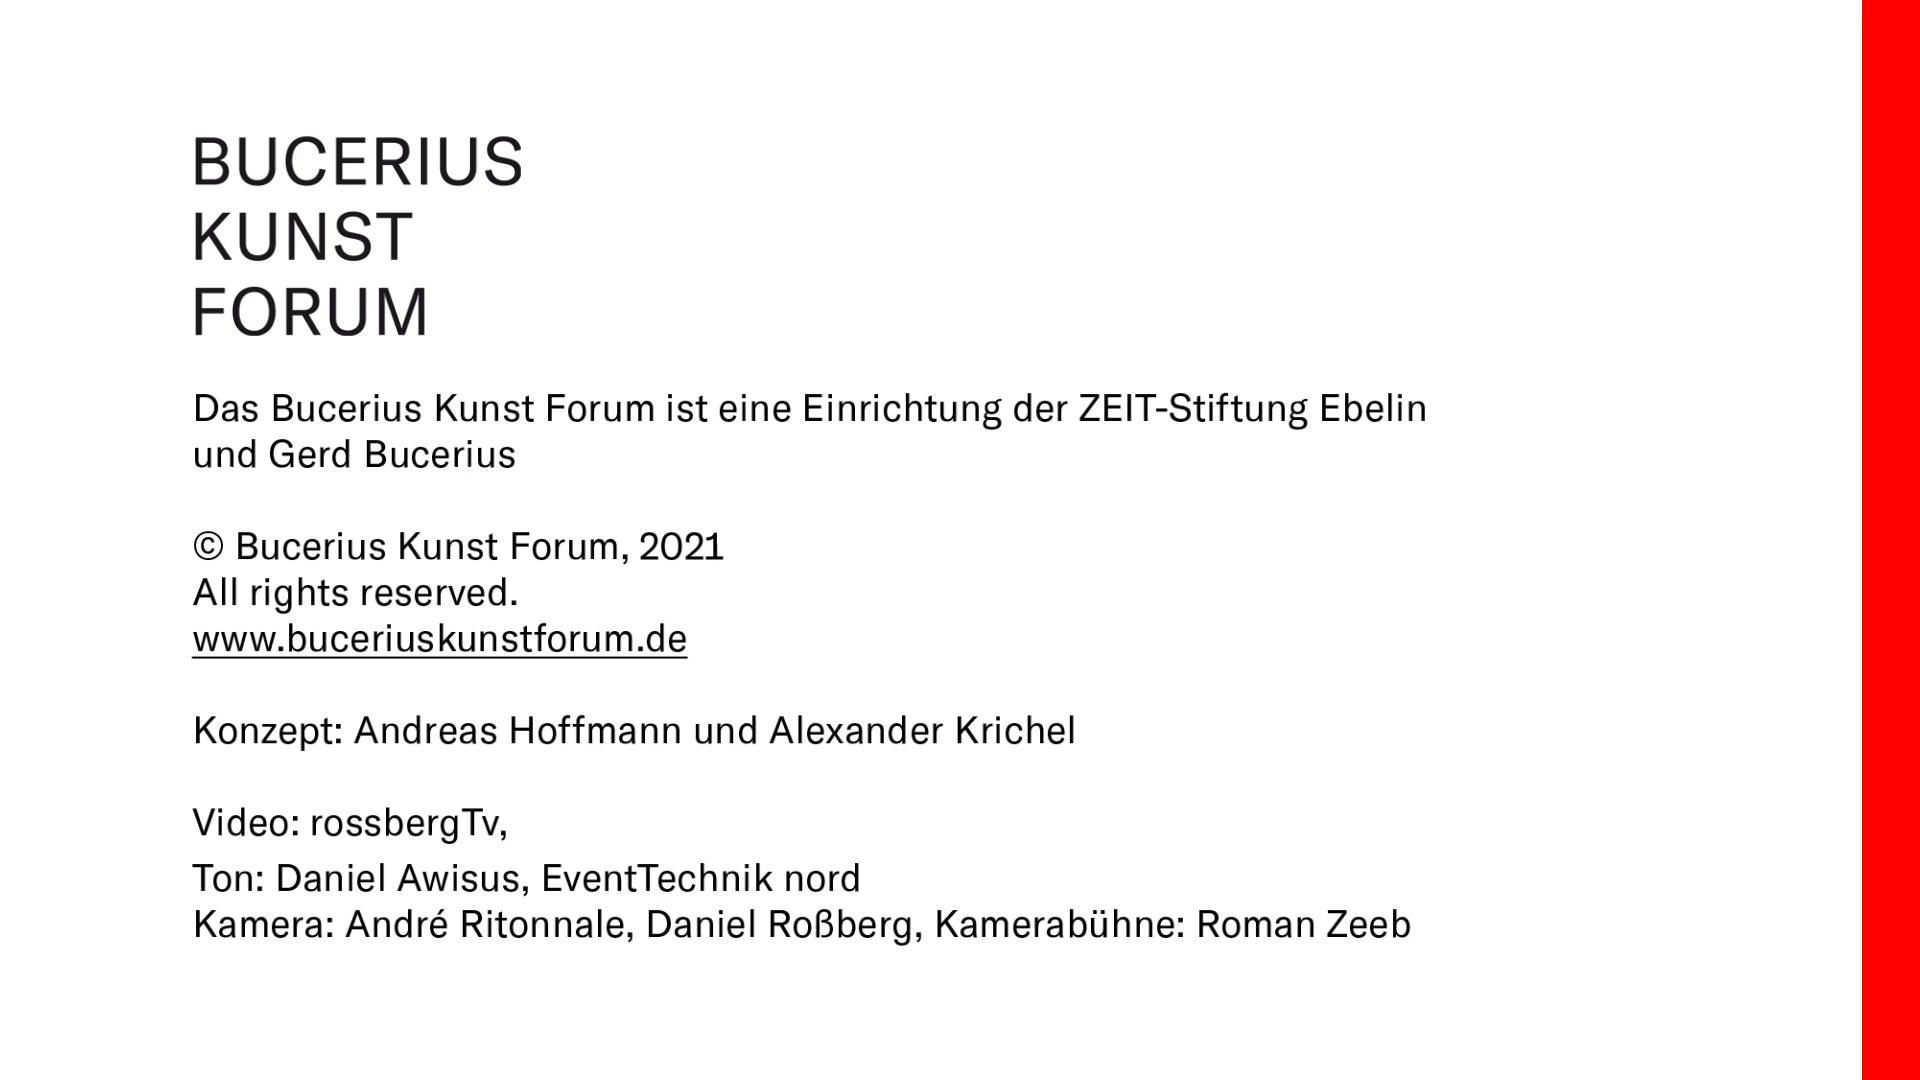 BUCERIUS
KUNST
FORUM
Das Bucerius Kunst Forum ist eine Einrichtung der ZEIT-Stiftung Ebelin
und Gerd Bucerius
© Bucerius Kunst Forum, 2021
All rights reserved.
www.buceriuskunstforum.de
Konzept: Andreas Hoffmann und Alexander Krichel
Video: rossbergTv,
Ton: Daniel Awisus, EventTechnik nord
Kamera: André Ritonnale, Daniel Roßberg, Kamerabühne: Roman Zeeb